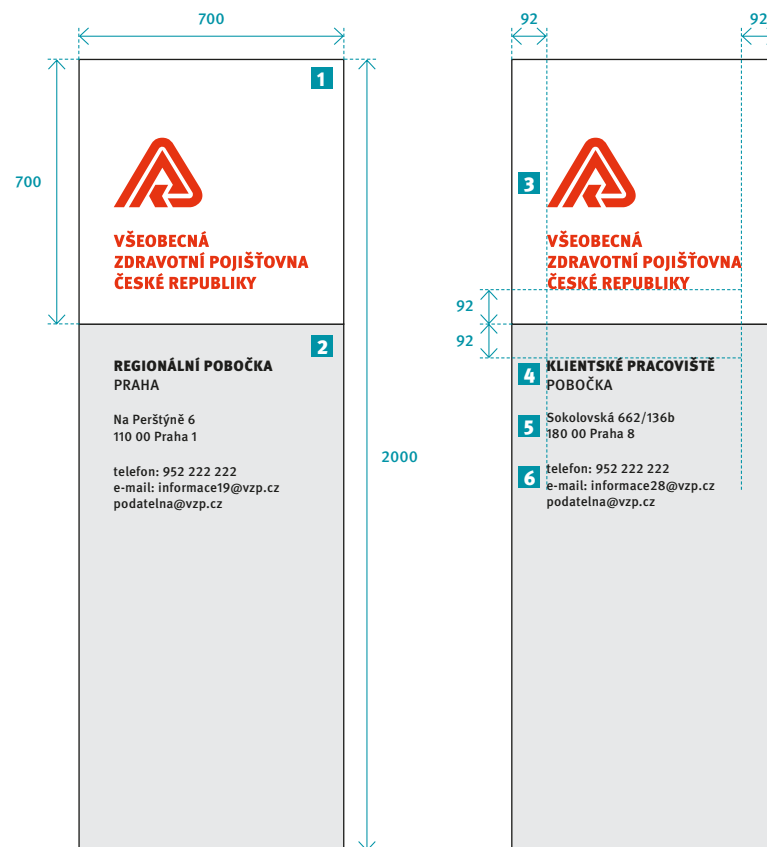 700
92
92
1
700
3
VŠEOBECNÁ
ZDRAVOTNÍ POJIŠŤOVNA
ČESKÉ REPUBLIKY
VŠEOBECNÁ
ZDRAVOTNÍ POJIŠŤOVNA
ČESKÉ REPUBLIKY
92
92
2
REGIONÁLNÍ POBOČKA
PRAHA
Na Perštýně 6
110 00 Praha 1
telefon: 952 222 222
e-mail: informace19@vzp.cz
podatelna@vzp.cz
2000
4
KLIENTSKÉ PRACOVIŠTĚ
POBOČKA
5
Sokolovská 662/136b
180 00 Praha 8
6
telefon: 952 222 222
e-mail: informace28@vzp.cz
podatelna@vzp.cz